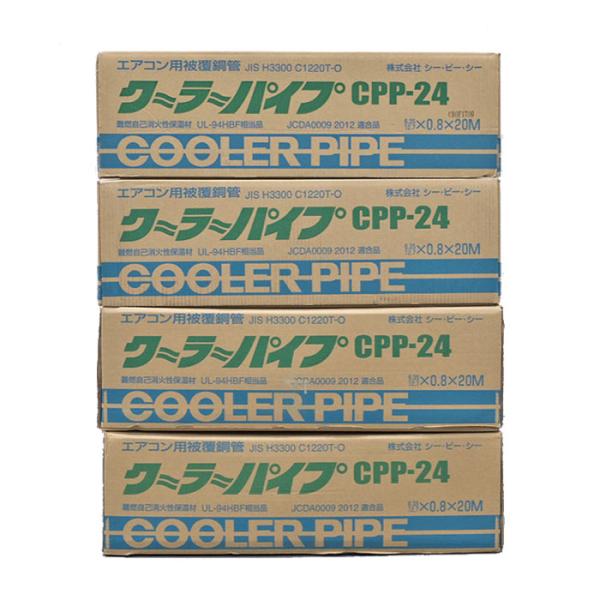 エアコン用被覆銅管 JIS H3300 C1220T-O 株式会社 シー・ピー・シー
クーラーパイプ CPP-24
難燃自己消火性保温材 UL-94HBF相当品 JCDA0009 2012 適合品 ×0.8×20M
COOLER PIPE
エアコン用被覆銅管 JIS H3300 C1220T-O 株式会社 シー・ピー・シー
クーラーパイプ CPP-24
難燃自己消火性保温材 UL-94HBF相当品 JCDA0009 2012 適合品 ×0.8×20M
COOLER PIPE
エアコン用被覆銅管 JIS H3300 C1220T-O 株式会社 シー・ピー・シー
クーラーパイプ CPP-24
難燃自己消火性保温材 UL-94HBF相当品 JCDA0009 2012 適合品 ×0.8×20M
COOLER PIPE
エアコン用被覆銅管 JIS H3300 C1220T-O 株式会社 シー・ピー・シー
クーラーパイプ CPP-24
難燃自己消火性保温材 UL-94HBF相当品 JCDA0009 2012 適合品 ×0.8×20M
COOLER PIPE